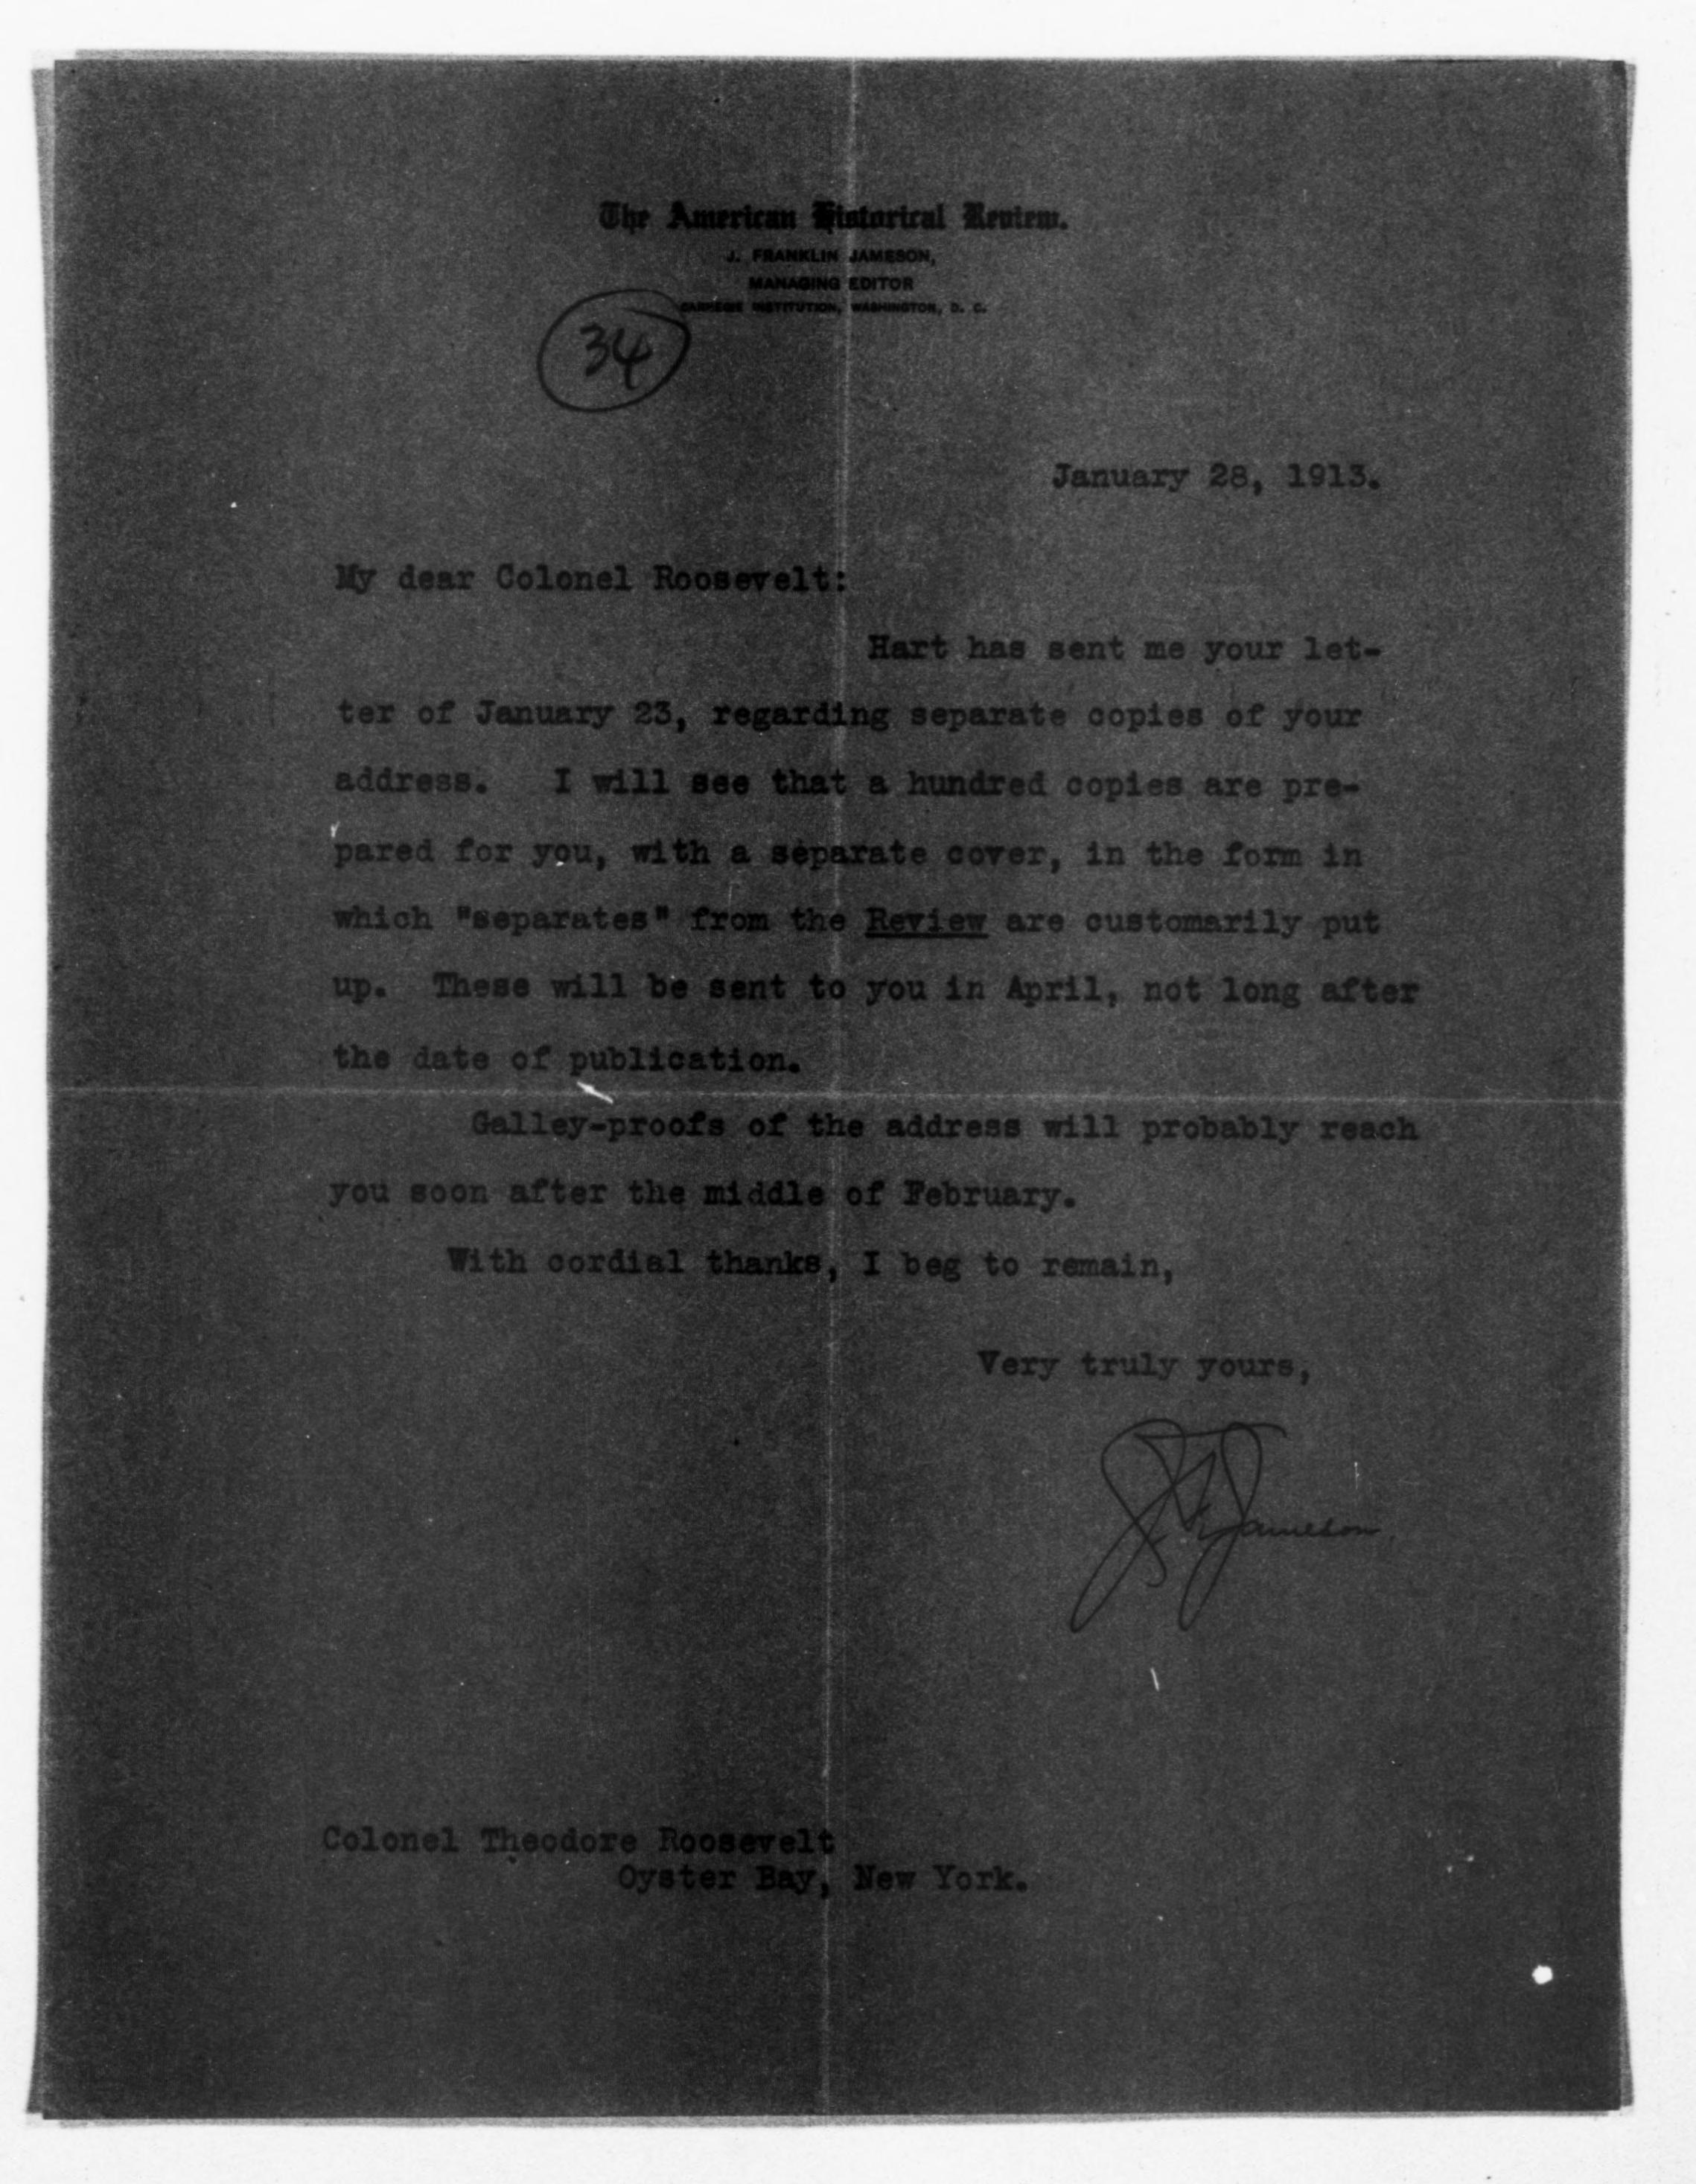 The American Historical Review.
J. FRANKLIN JAMESON,
MANAGING EDITOR
CARNEGIE INSTITUTION, WASHINGTON, D. C.
34
January 28, 1913.
My dear Colonel Roosevelt:
Hart has sent me your let-
ter of January 23, regarding separate copies of your
address. I will see that a hundred copies are pre-
pared for you, with a separate cover, in the form in
which "separates" from the Review are customarily put
up. These will be sent to you in April, not long after
the date of publication.
Galley-proofs of the address will probably reach
you soon after the middle of February.
With cordial thanks, I beg to remain,
Very truly yours,
J. F. Jameson.
Colonel Theodore Roosevelt
Oyster Bay, New York.